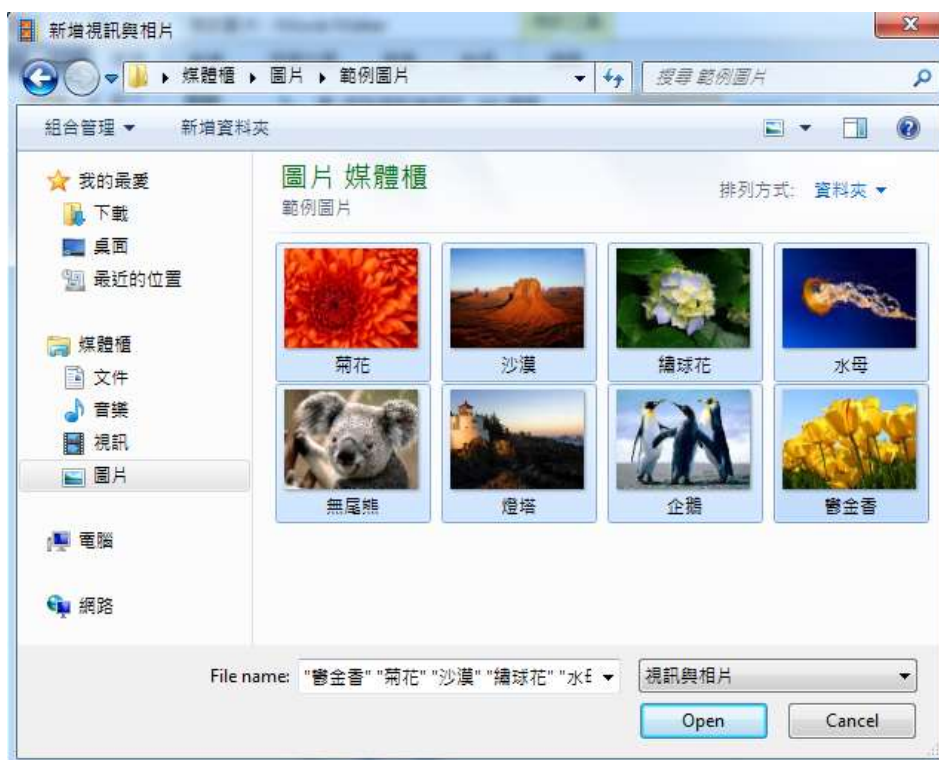 新增視訊與相片
媒體櫃 圖片 範例圖片
搜尋 範例圖片
組合管理 新增資料夾
我的最愛
下載
桌面
最近的位置
媒體櫃
文件
音樂
視訊
圖片
電腦
網路
圖片 媒體櫃
範例圖片
排列方式: 資料夾
菊花 沙漠 繡球花 水母
無尾熊 燈塔 企鵝 鬱金香
File name: "鬱金香" "菊花" "沙漠" "繡球花" "水母
視訊與相片
Open Cancel